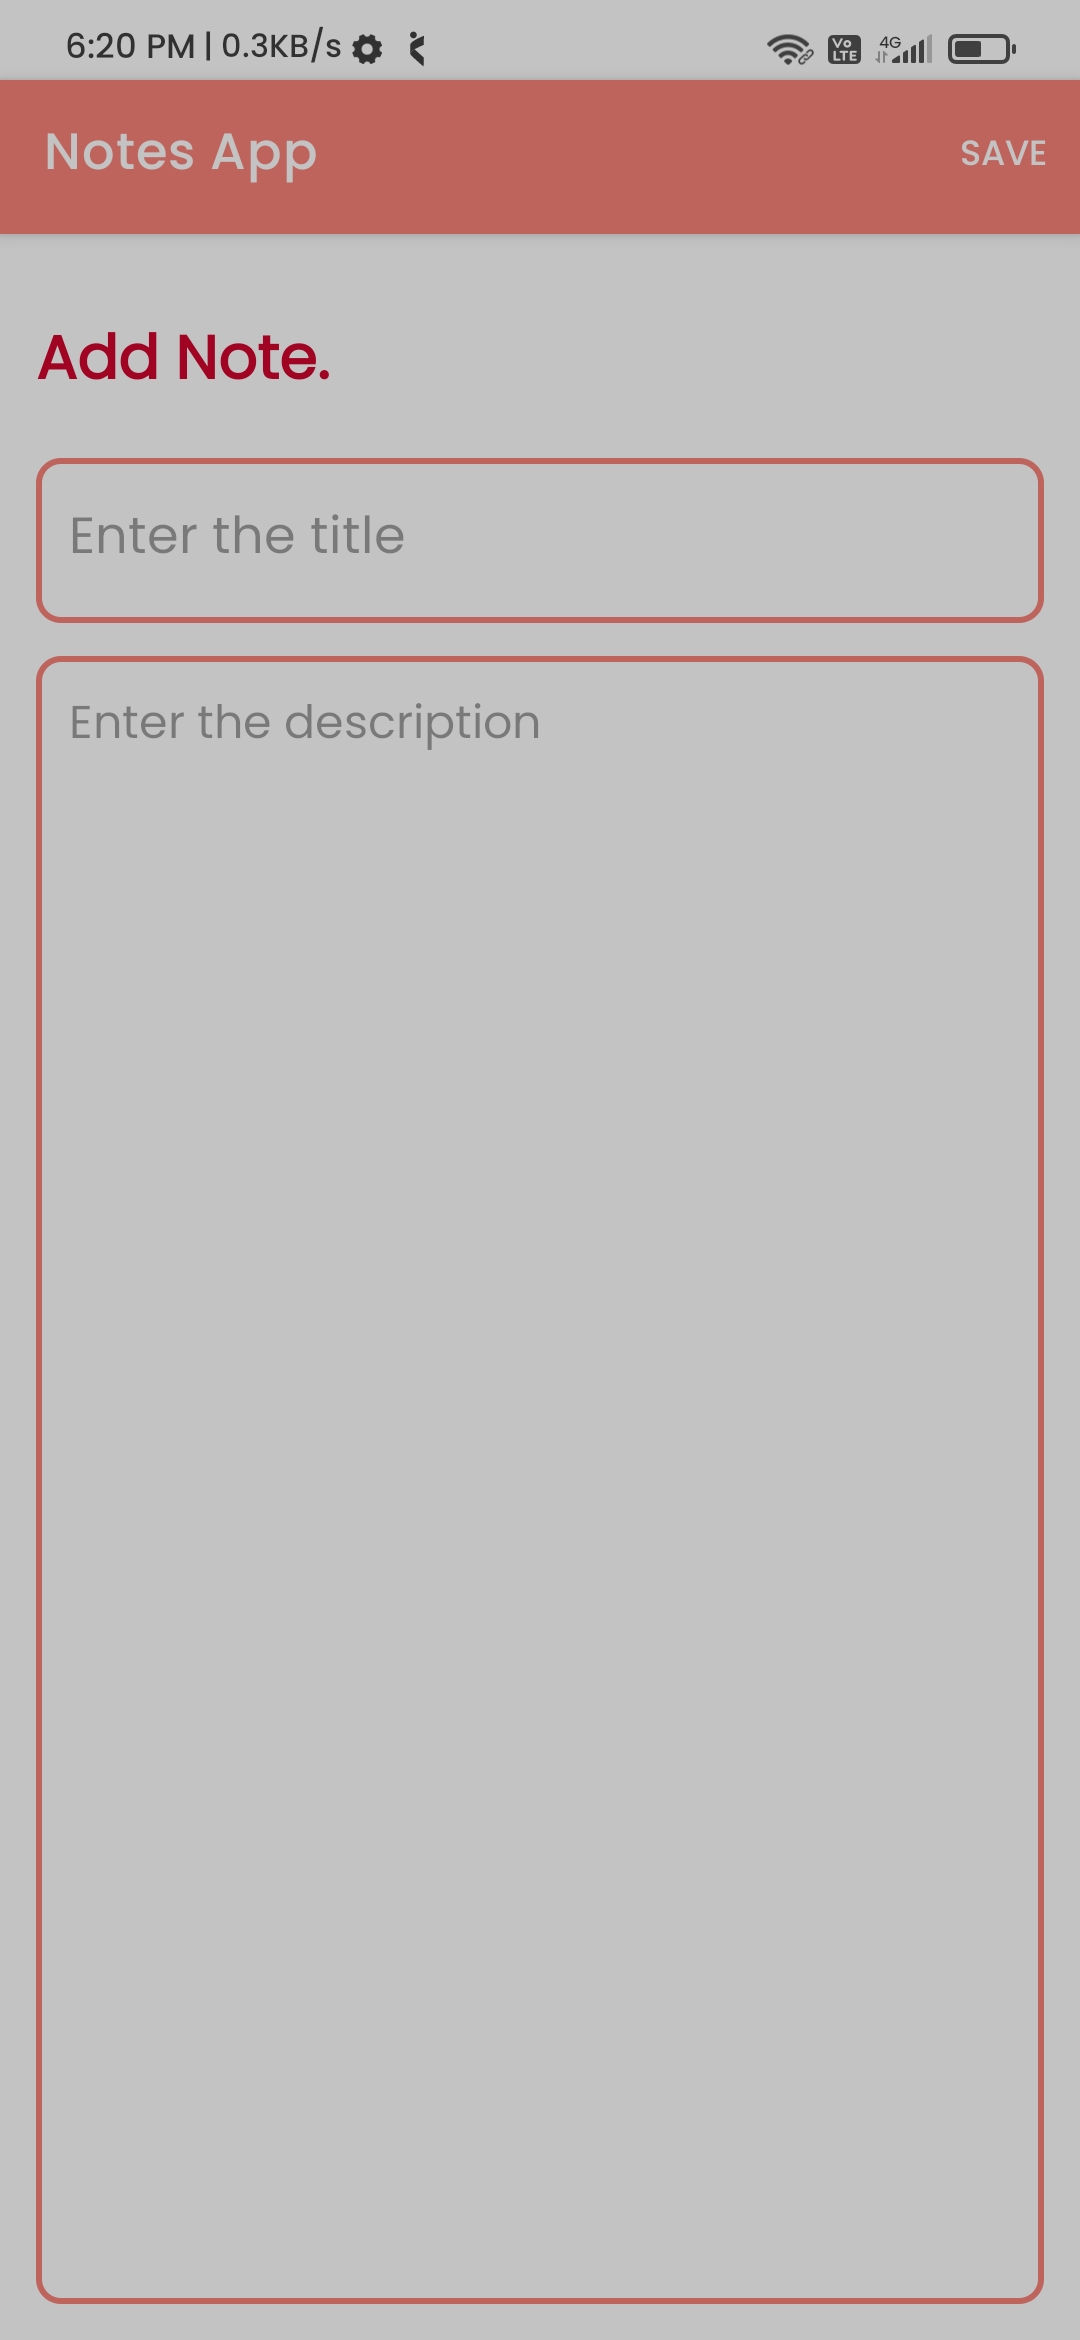 6:20 PM | 0.3KB/s
Vo LTE 4G
Notes App
SAVE
Add Note.
Enter the title
Enter the description